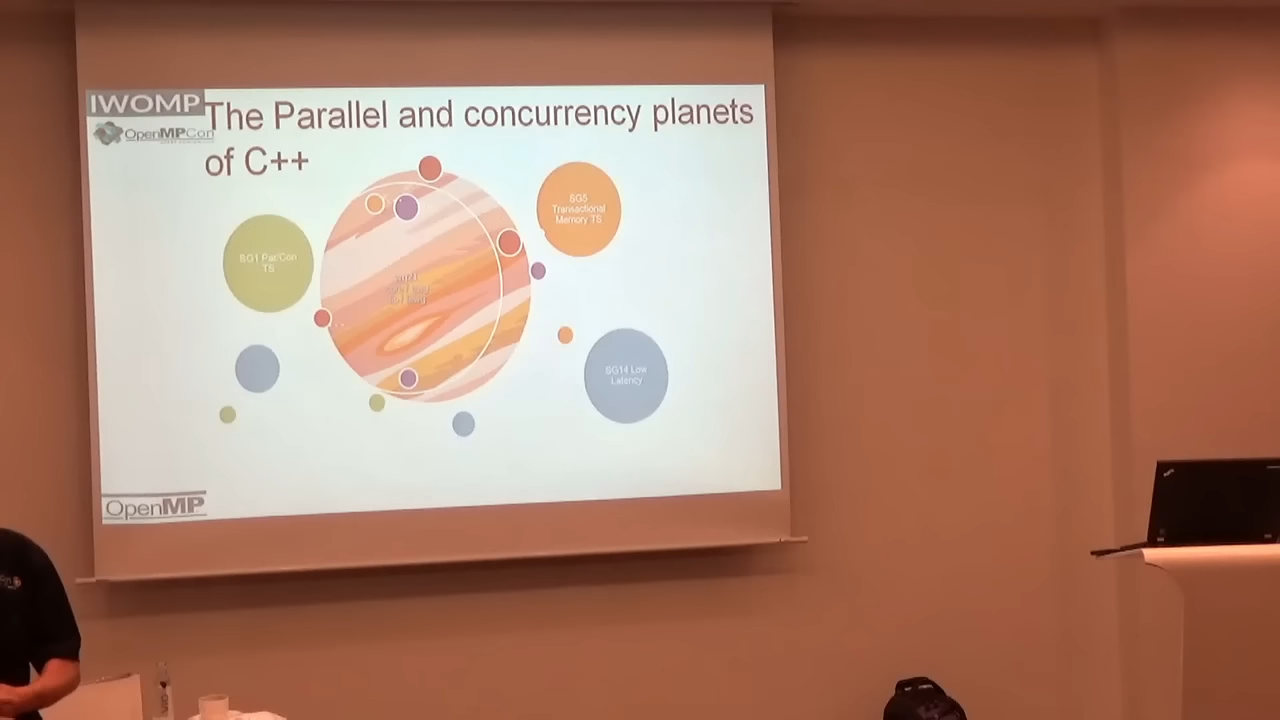 IWOMP
OpenMPCon
The Parallel and concurrency planets
of C++
SG5
Transactional
Memory TS
SG1 Par/Con
TS
SG14 Low
Latency
OpenMP